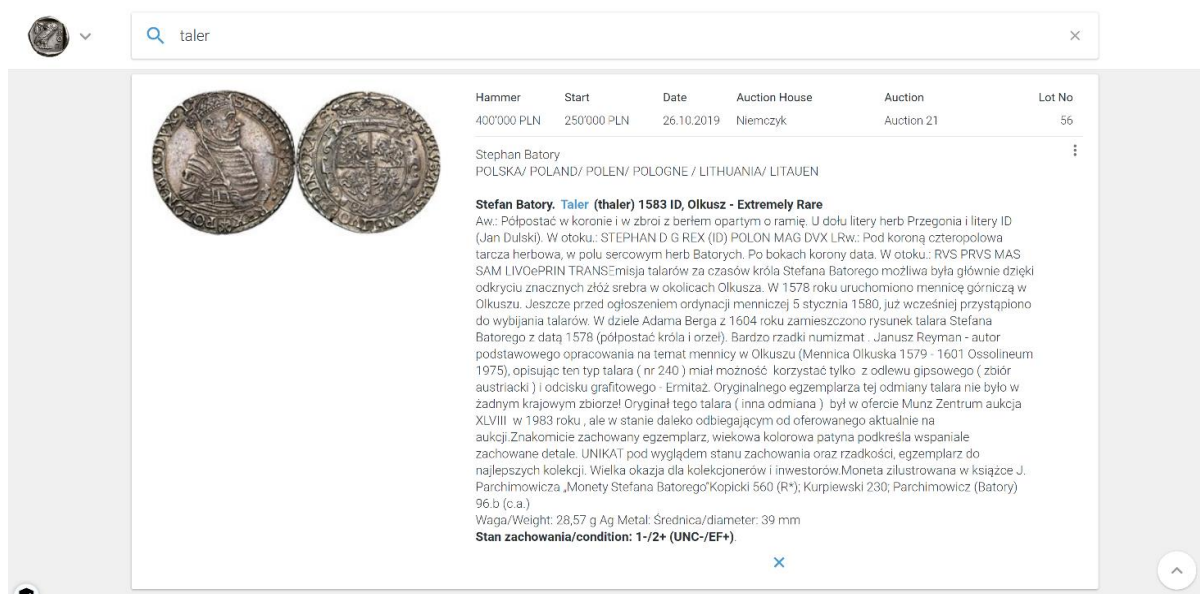 taler
Hammer Start Date Auction House Auction Lot No
400'000 PLN 250'000 PLN 26.10.2019 Niemczyk Auction 21 56
Stephan Batory
POLSKA/ POLAND/ POLEN/ POLOGNE / LITHUANIA/ LITAUEN
Stefan Batory. Taler (thaler) 1583 ID, Olkusz - Extremely Rare
Aw.: Półpostać w koronie i w zbroi z berłem opartym o ramię. U dołu litery herb Przegonia i litery ID
(Jan Dulski). W otoku.: STEPHAN D G REX (ID) POLON MAG DVX LRw.: Pod koroną czteropolowa
tarcza herbowa, w polu sercowym herb Batorych. Po bokach korony data. W otoku.: RVS PRVS MAS
SAM LIVOePRIN TRANSEmisja talarów za czasów króla Stefana Batorego możliwa była głównie dzięki
odkryciu znacznych złóż srebra w okolicach Olkusza. W 1578 roku uruchomiono mennicę górniczą w
Olkuszu. Jeszcze przed ogłoszeniem ordynacji menniczej 5 stycznia 1580, już wcześniej przystąpiono
do wybijania talarów. W dziele Adama Berga z 1604 roku zamieszczono rysunek talara Stefana
Batorego z datą 1578 (półpostać króla i orzeł). Bardzo rzadki numizmat . Janusz Reyman - autor
podstawowego opracowania na temat mennicy w Olkuszu (Mennica Olkuska 1579 - 1601 Ossolineum
1975), opisując ten typ talara ( nr 240 ) miał możność korzystać tylko z odlewu gipsowego ( zbiór
austriacki ) i odcisku grafitowego - Ermitaż. Oryginalnego egzemplarza tej odmiany talara nie było w
żadnym krajowym zbiorze! Oryginał tego talara ( inna odmiana ) był w ofercie Munz Zentrum aukcja
XLVIII w 1983 roku , ale w stanie daleko odbiegającym od oferowanego aktualnie na
aukcji.Znakomicie zachowany egzemplarz, wiekowa kolorowa patyna podkreśla wspaniale
zachowane detale. UNIKAT pod wyglądem stanu zachowania oraz rzadkości, egzemplarz do
najlepszych kolekcji. Wielka okazja dla kolekcjonerów i inwestorów.Moneta zilustrowana w książce J.
Parchimowicza „Monety Stefana Batorego"Kopicki 560 (R*); Kurpiewski 230; Parchimowicz (Batory)
96.b (c.a.)
Waga/Weight: 28,57 g Ag Metal: Średnica/diameter: 39 mm
Stan zachowania/condition: 1-/2+ (UNC-/EF+).